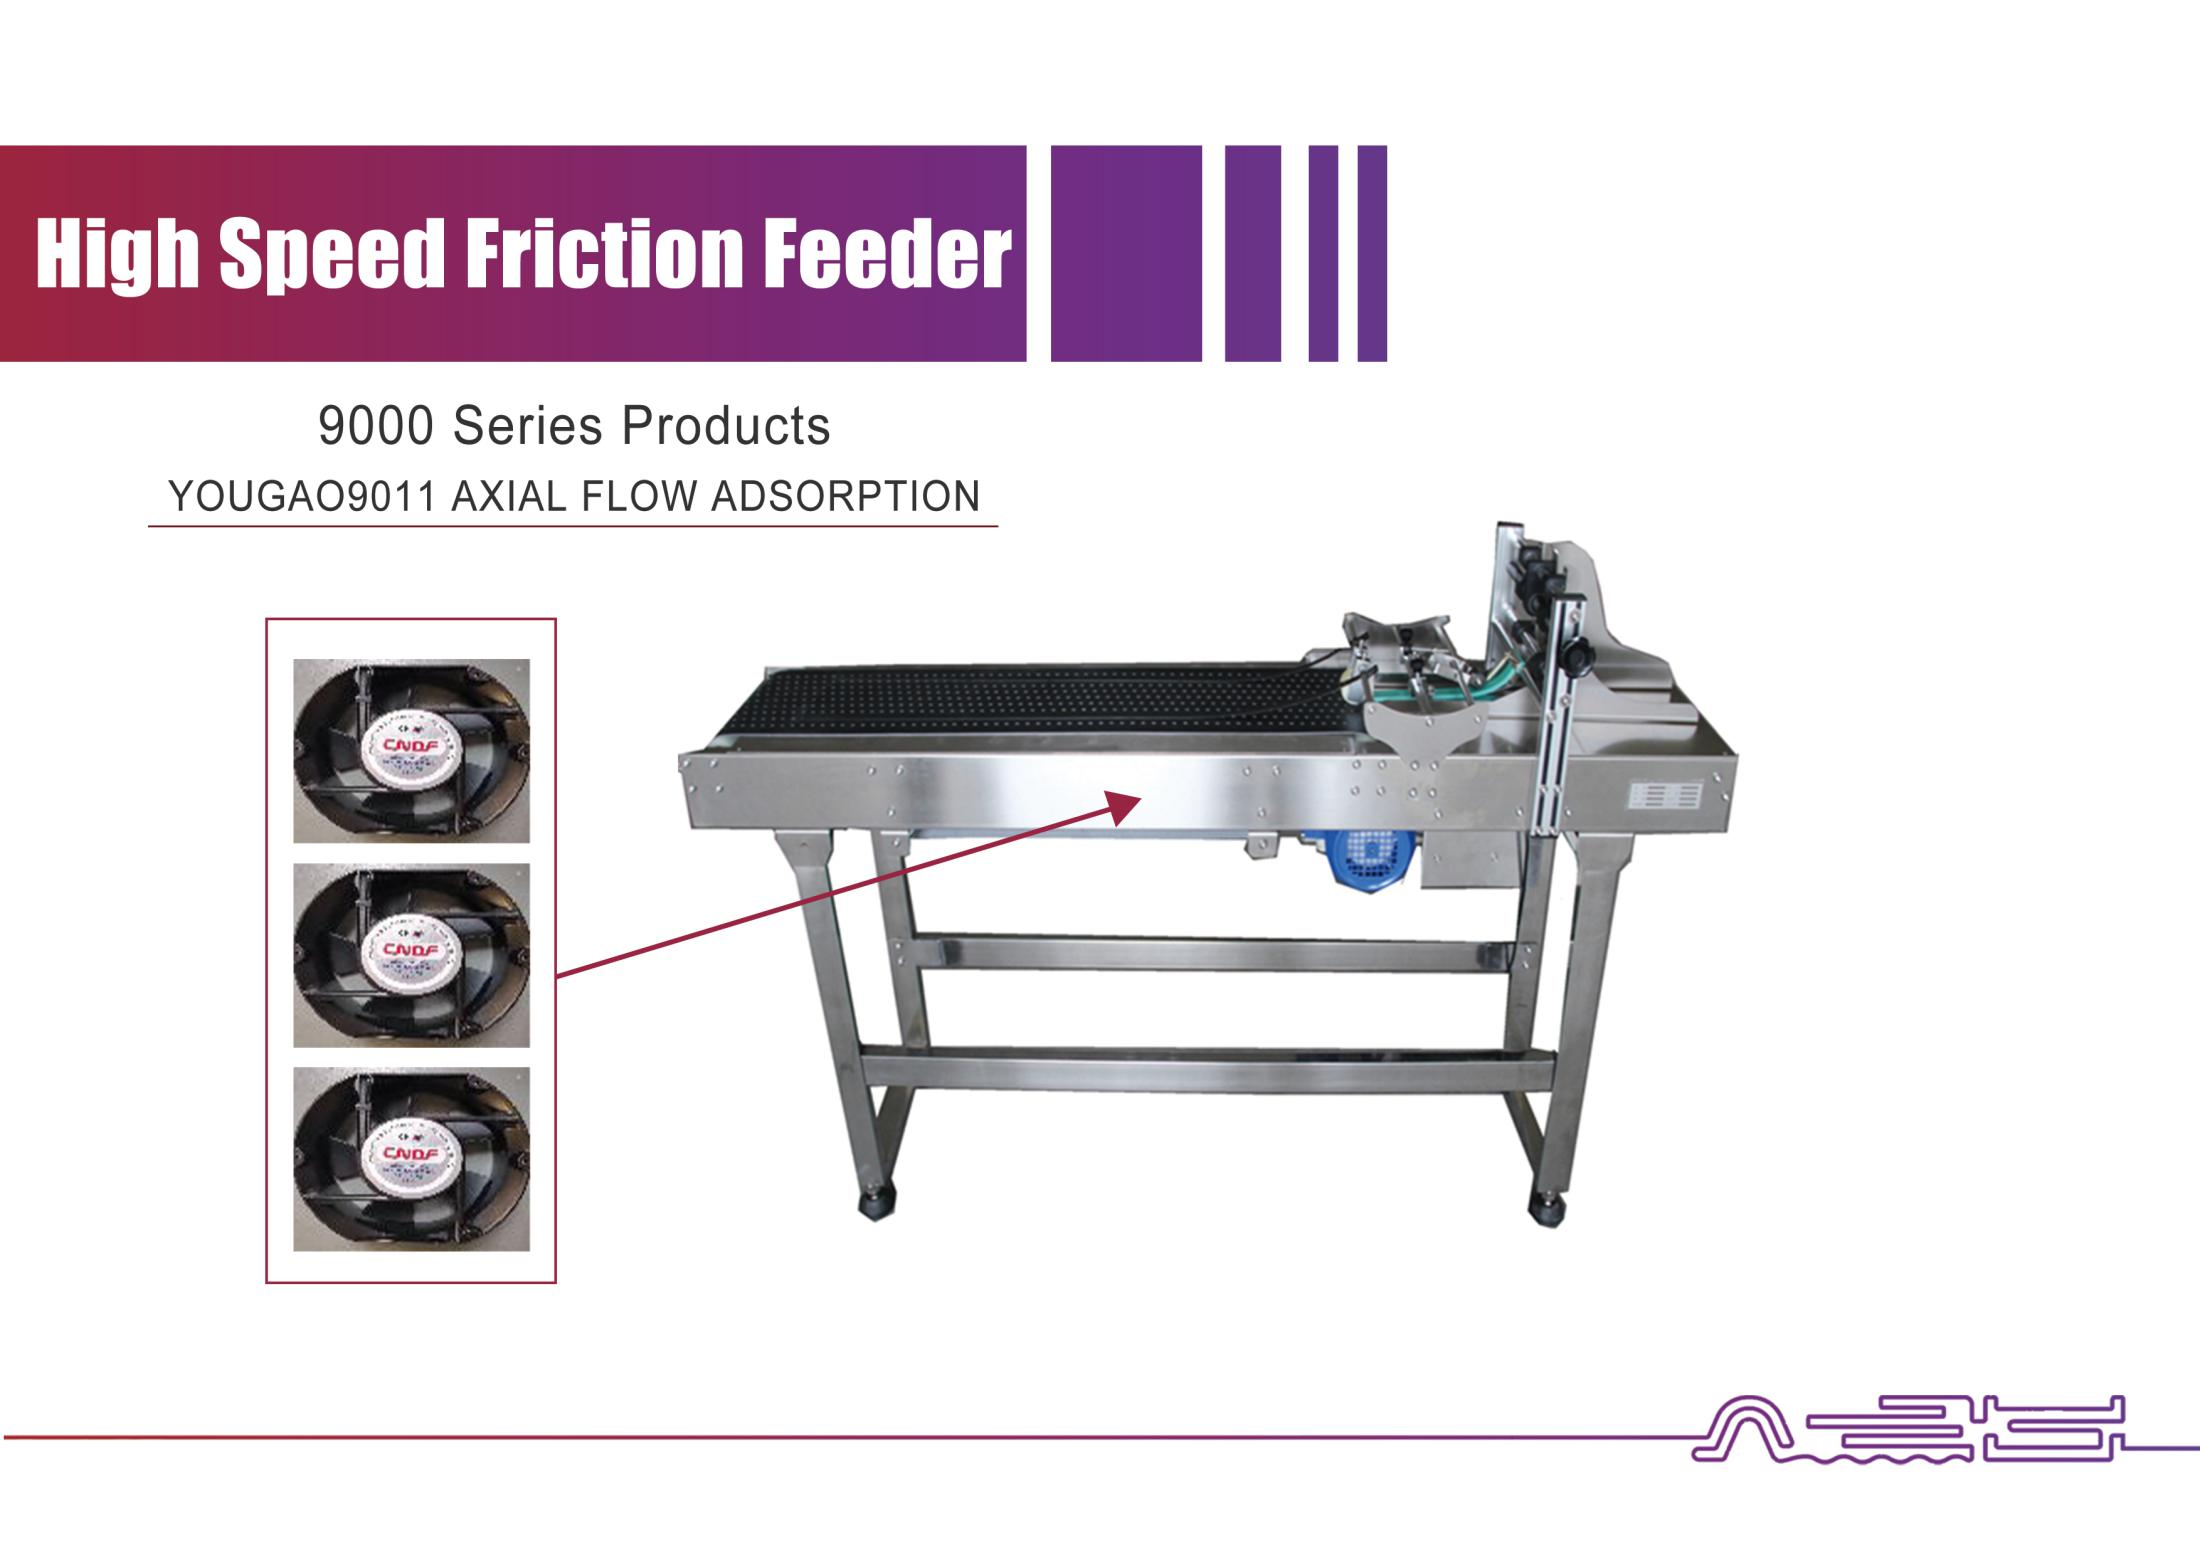 High Speed Friction Feeder
9000 Series Products
YOUGAO9011 AXIAL FLOW ADSORPTION
CNDF
CNDF
CNDF